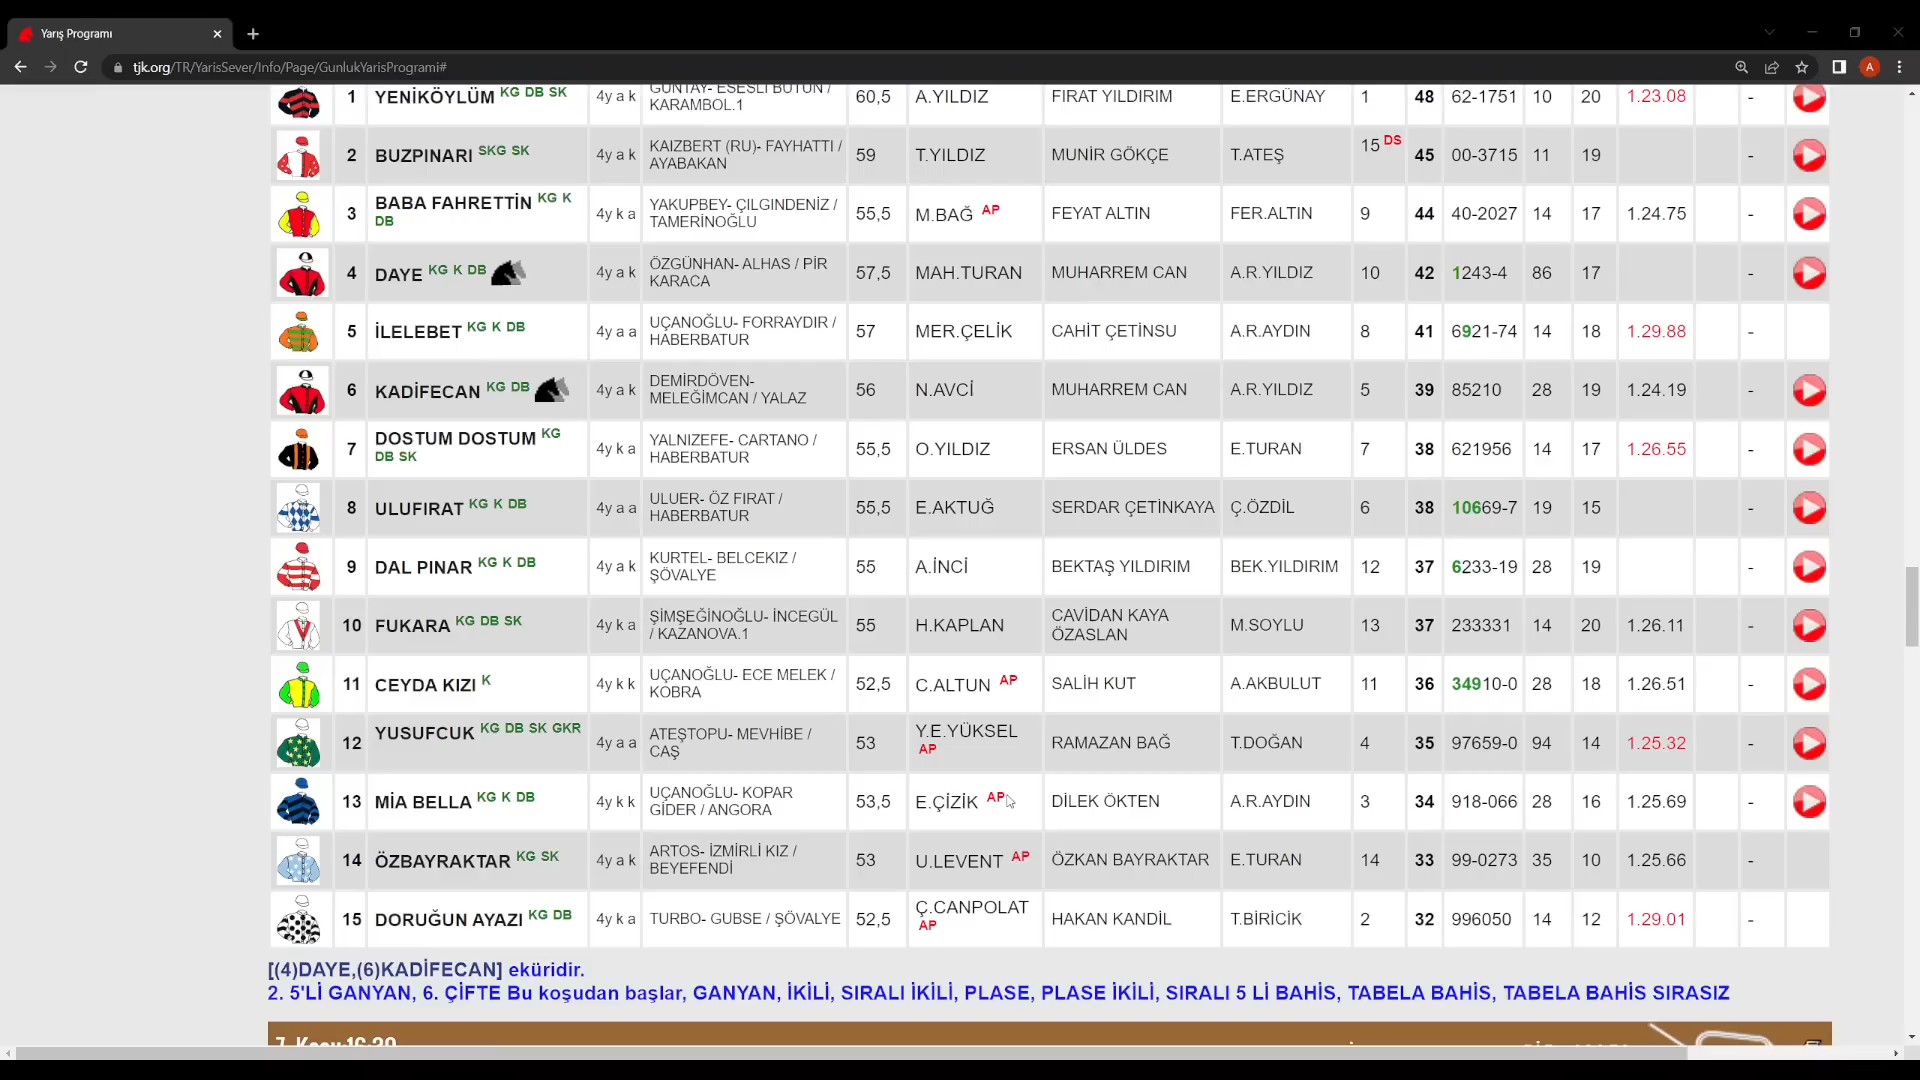 Yarış Programı
tjk.org/TR/YarisSever/Info/Page/GunlukYarisProgrami#
A
1 YENİKÖYLÜM KG DB SK 4y a k GÜNTAY- ESESLİ BÜTÜN / KARAMBOL.1 60,5 A.YILDIZ FIRAT YILDIRIM E.ERGÜNAY 1 48 62-1751 10 20 1.23.08 -
2 BUZPINARI SKG SK 4y a k KAIZBERT (RU)- FAYHATTI / AYABAKAN 59 T.YILDIZ MUNİR GÖKÇE T.ATEŞ 15 DS 45 00-3715 11 19 -
3 BABA FAHRETTİN KG K DB 4y k a YAKUPBEY- ÇILGINDENİZ / TAMERİNOĞLU 55,5 M.BAĞ AP FEYAT ALTIN FER.ALTIN 9 44 40-2027 14 17 1.24.75 -
4 DAYE KG K DB 4y a k ÖZGÜNHAN- ALHAS / PİR KARACA 57,5 MAH.TURAN MUHARREM CAN A.R.YILDIZ 10 42 1243-4 86 17 -
5 İLELEBET KG K DB 4y a a UÇANOĞLU- FORRAYDIR / HABERBATUR 57 MER.ÇELİK CAHİT ÇETİNSU A.R.AYDIN 8 41 6921-74 14 18 1.29.88 -
6 KADİFECAN KG DB 4y a k DEMİRDÖVEN- MELEĞİMCAN / YALAZ 56 N.AVCİ MUHARREM CAN A.R.YILDIZ 5 39 85210 28 19 1.24.19 -
7 DOSTUM DOSTUM KG DB SK 4y k a YALNIZEFE- CARTANO / HABERBATUR 55,5 O.YILDIZ ERSAN ÜLDES E.TURAN 7 38 621956 14 17 1.26.55 -
8 ULUFIRAT KG K DB 4y a a ULUER- ÖZ FIRAT / HABERBATUR 55,5 E.AKTUĞ SERDAR ÇETİNKAYA Ç.ÖZDİL 6 38 10669-7 19 15 -
9 DAL PINAR KG K DB 4y a k KURTEL- BELCEKIZ / ŞÖVALYE 55 A.İNCİ BEKTAŞ YILDIRIM BEK.YILDIRIM 12 37 6233-19 28 19 -
10 FUKARA KG DB SK 4y k a ŞİMŞEĞİNOĞLU- İNCEGÜL / KAZANOVA.1 55 H.KAPLAN CAVİDAN KAYA ÖZASLAN M.SOYLU 13 37 233331 14 20 1.26.11 -
11 CEYDA KIZI K 4y k k UÇANOĞLU- ECE MELEK / KOBRA 52,5 C.ALTUN AP SALİH KUT A.AKBULUT 11 36 34910-0 28 18 1.26.51 -
12 YUSUFCUK KG DB SK GKR 4y a a ATEŞTOPU- MEVHİBE / CAŞ 53 Y.E.YÜKSEL AP RAMAZAN BAĞ T.DOĞAN 4 35 97659-0 94 14 1.25.32 -
13 MİA BELLA KG K DB 4y k k UÇANOĞLU- KOPAR GİDER / ANGORA 53,5 E.ÇİZİK AP DİLEK ÖKTEN A.R.AYDIN 3 34 918-066 28 16 1.25.69 -
14 ÖZBAYRAKTAR KG SK 4y a k ARTOS- İZMİRLİ KIZ / BEYEFENDİ 53 U.LEVENT AP ÖZKAN BAYRAKTAR E.TURAN 14 33 99-0273 35 10 1.25.66 -
15 DORUĞUN AYAZI KG DB 4y k a TURBO- GUBSE / ŞÖVALYE 52,5 Ç.CANPOLAT AP HAKAN KANDİL T.BİRİCİK 2 32 996050 14 12 1.29.01 -
[(4)DAYE,(6)KADİFECAN] eküridir.
2. 5'Lİ GANYAN, 6. ÇİFTE Bu koşudan başlar, GANYAN, İKİLİ, SIRALI İKİLİ, PLASE, PLASE İKİLİ, SIRALI 5 Lİ BAHİS, TABELA BAHİS, TABELA BAHİS SIRASIZ
7. Koşu 16:30